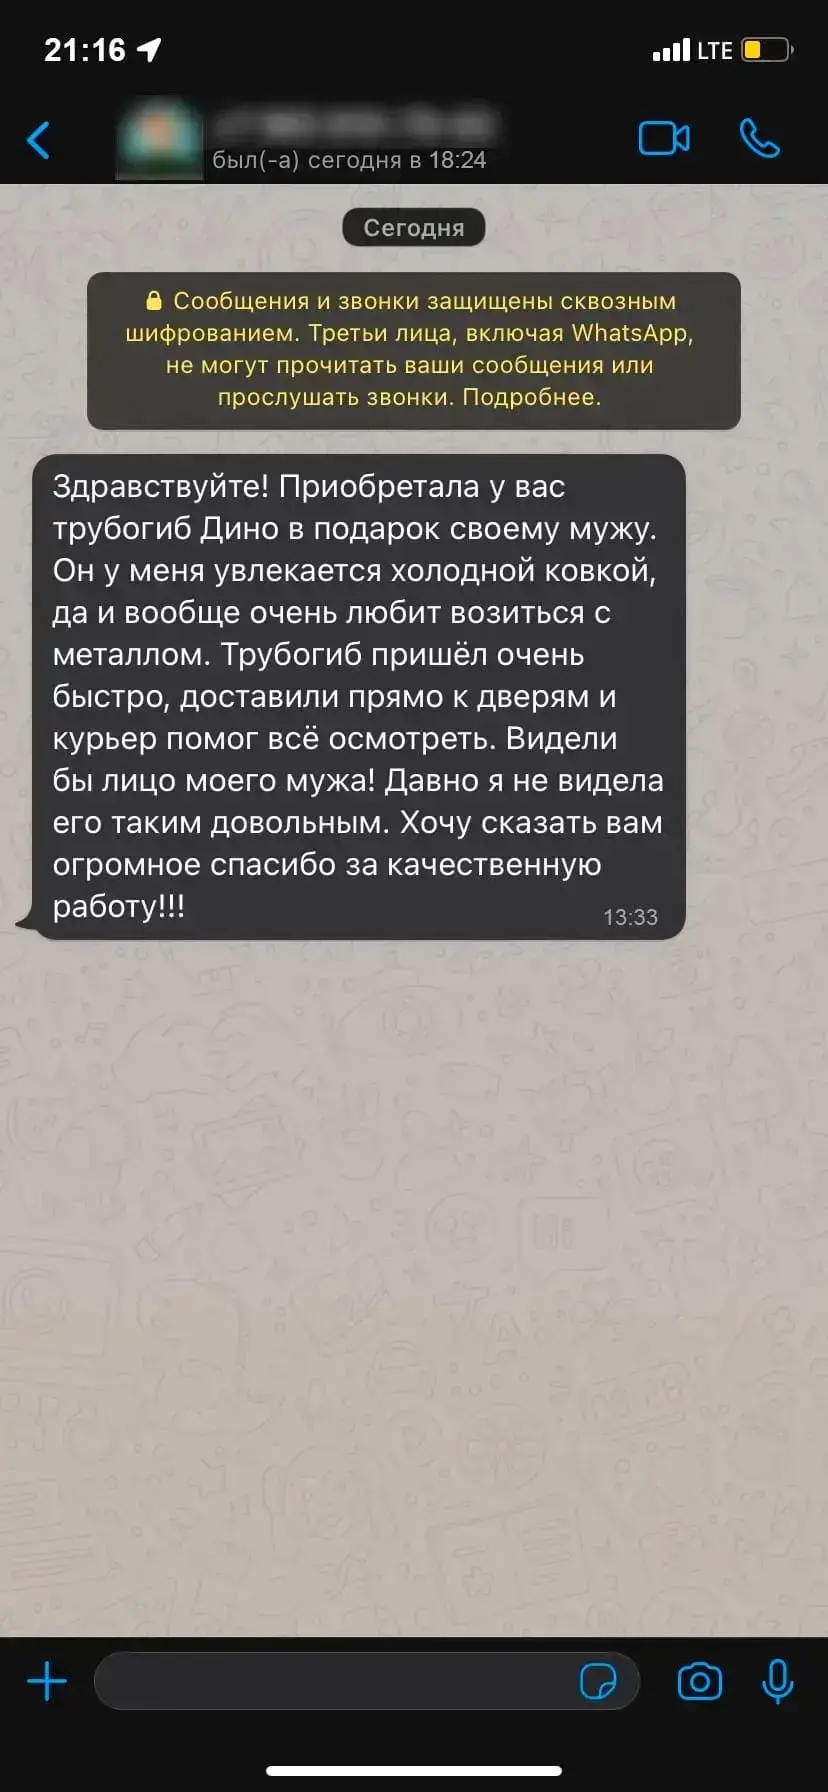 21:16
LTE
был(-а) сегодня в 18:24
Сегодня
Сообщения и звонки защищены сквозным
шифрованием. Третьи лица, включая WhatsApp,
не могут прочитать ваши сообщения или
прослушать звонки. Подробнее.
Здравствуйте! Приобретала у вас
трубогиб Дино в подарок своему мужу.
Он у меня увлекается холодной ковкой,
да и вообще очень любит возиться с
металлом. Трубогиб пришёл очень
быстро, доставили прямо к дверям и
курьер помог всё осмотреть. Видели
бы лицо моего мужа! Давно я не видела
его таким довольным. Хочу сказать вам
огромное спасибо за качественную
работу!!!
13:33